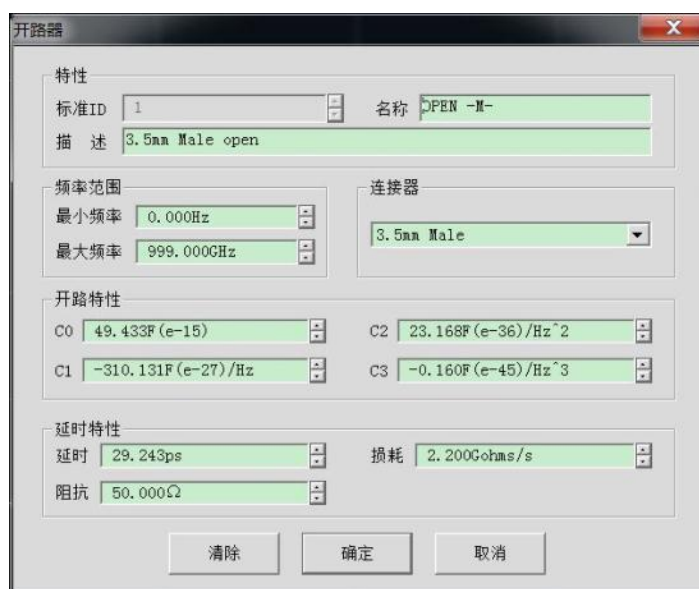 开路器
特性
标准ID 1 名称 OPEN -M-
描 述 3.5mm Male open
频率范围 连接器
最小频率 0.000Hz
3.5mm Male
最大频率 999.000GHz
开路特性
C0 49.433F(e-15) C2 23.168F(e-36)/Hz^2
C1 -310.131F(e-27)/Hz C3 -0.160F(e-45)/Hz^3
延时特性
延时 29.243ps 损耗 2.200Gohms/s
阻抗 50.000Ω
清除 确定 取消